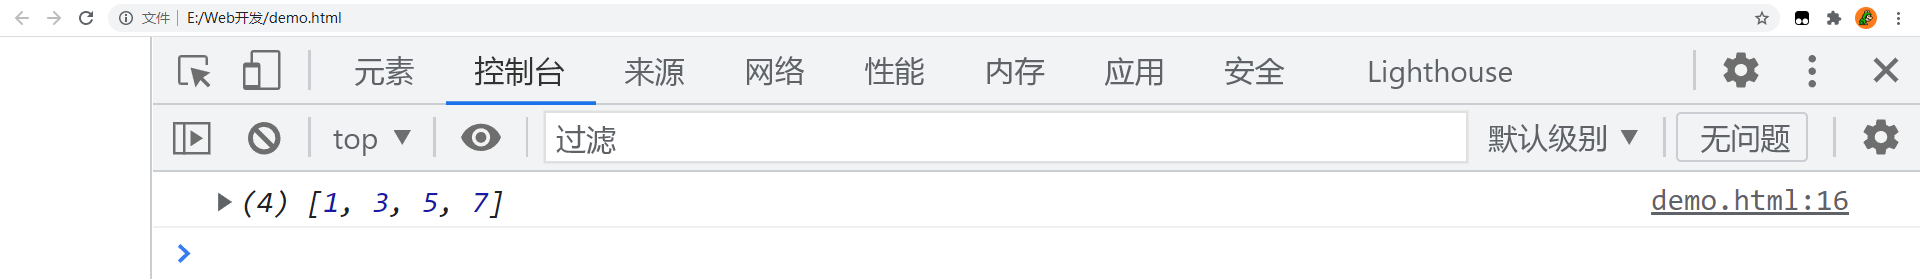 文件 | E:/Web开发/demo.html
元素 控制台 来源 网络 性能 内存 应用 安全 Lighthouse
top 过滤 默认级别 无问题
(4) [1, 3, 5, 7] demo.html:16